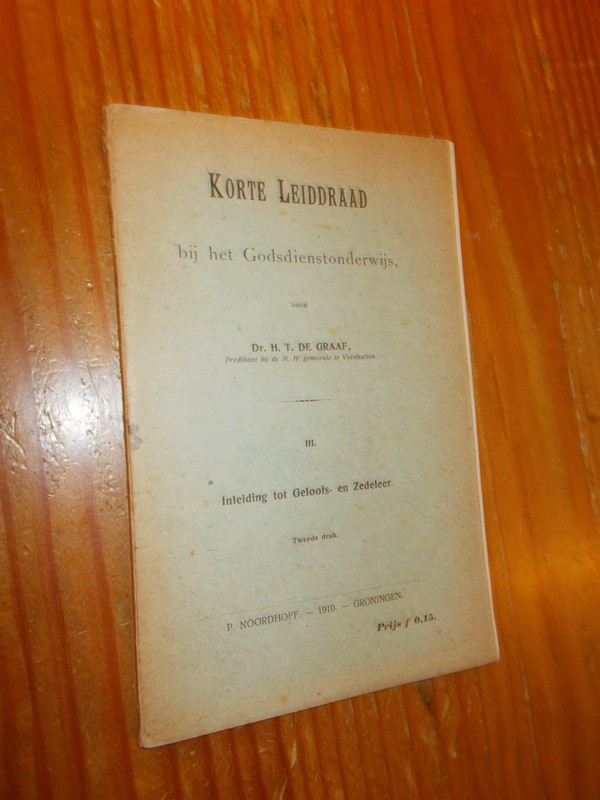 KORTE LEIDDRAAD
bij het Godsdienstonderwijs,
DOOR
Dr. H. T. DE GRAAF,
Predikant bij de N. H. gemeente te Veenhuizen.
III.
Inleiding tot Geloofs- en Zedeleer.
Tweede druk.
P. NOORDHOFF. — 1910. — GRONINGEN.
Prijs f 0.15.